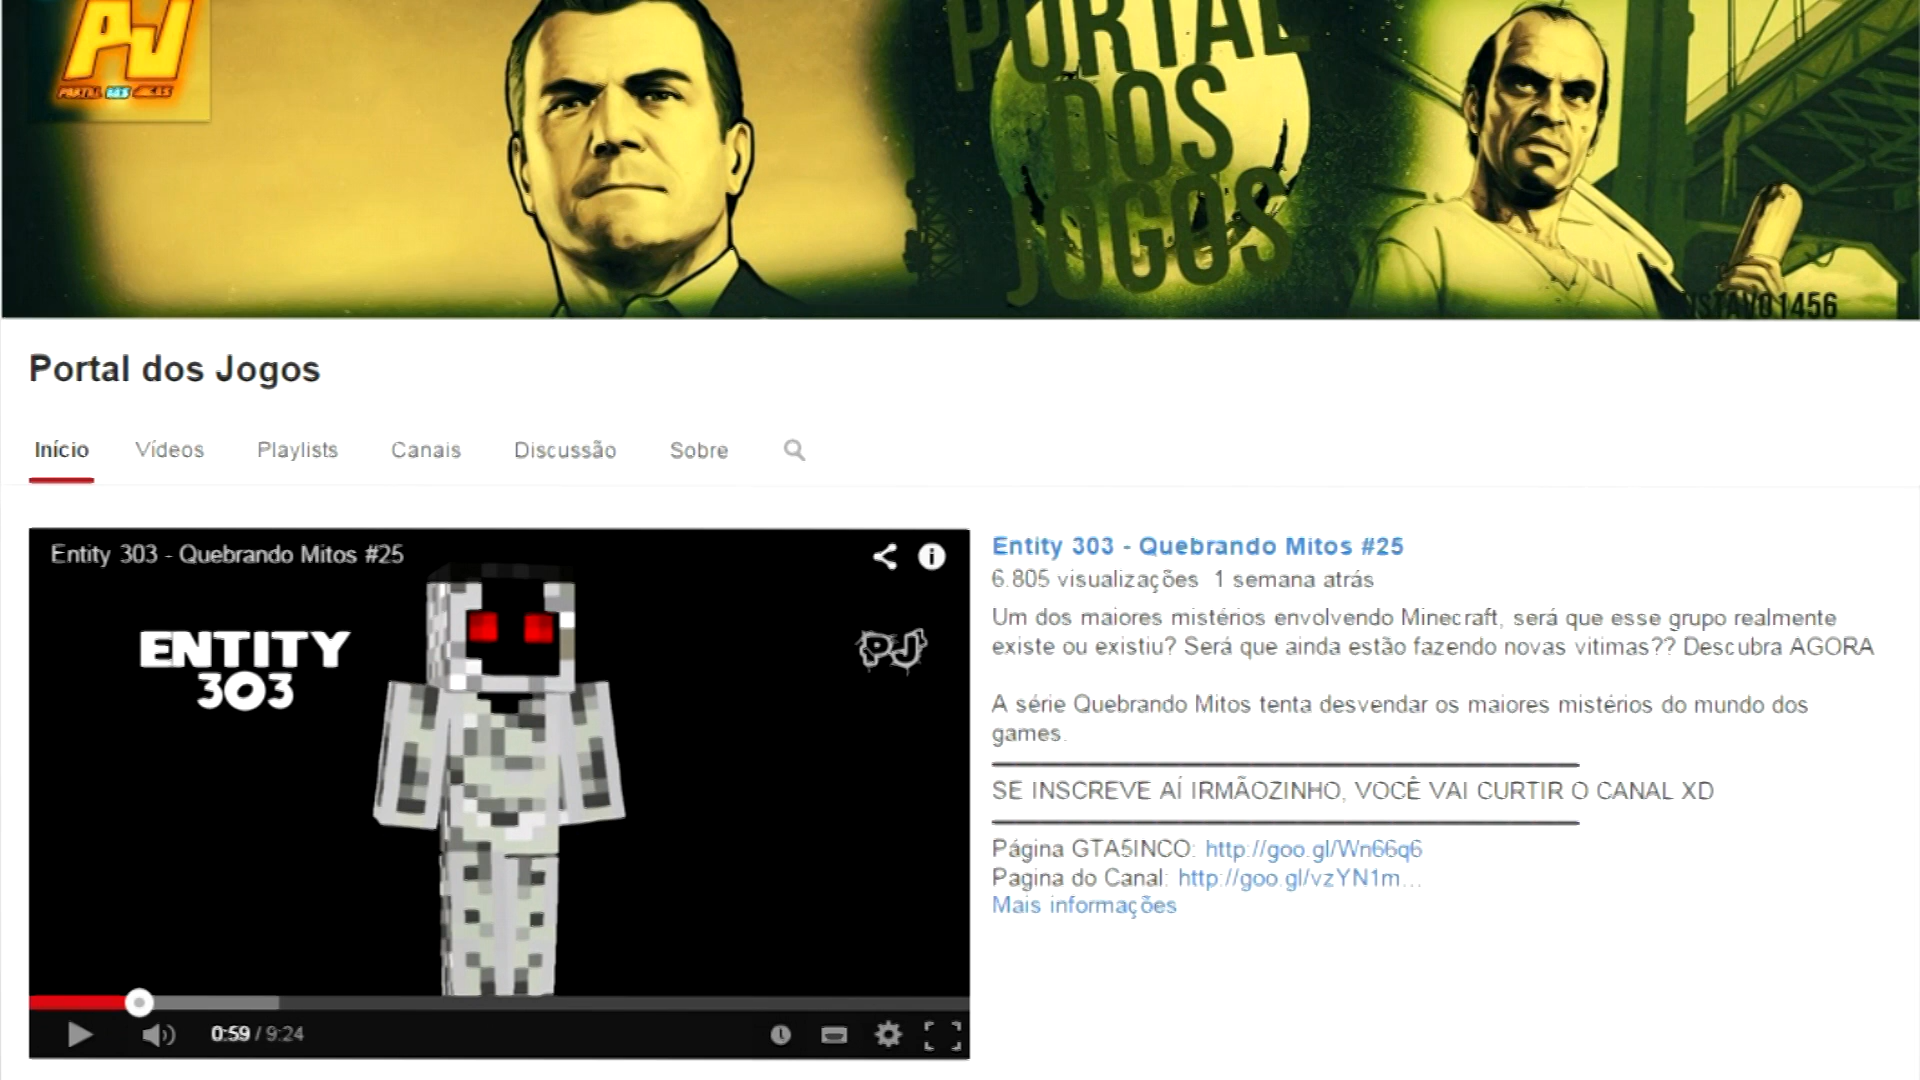 PJ
PORTAL DOS JOGOS
PORTAL
DOS
JOGOS
GUSTAVO1456
Portal dos Jogos
Início Vídeos Playlists Canais Discussão Sobre
Entity 303 - Quebrando Mitos #25
ENTITY
303
PJ
0:59 / 9:24
Entity 303 - Quebrando Mitos #25
6.805 visualizações 1 semana atrás
Um dos maiores mistérios envolvendo Minecraft, será que esse grupo realmente
existe ou existiu? Será que ainda estão fazendo novas vitimas?? Descubra AGORA
A série Quebrando Mitos tenta desvendar os maiores mistérios do mundo dos
games.
SE INSCREVE AÍ IRMÃOZINHO, VOCÊ VAI CURTIR O CANAL XD
Página GTA5INCO: http://goo.gl/Wn66q6
Pagina do Canal: http://goo.gl/vzYN1m...
Mais informações